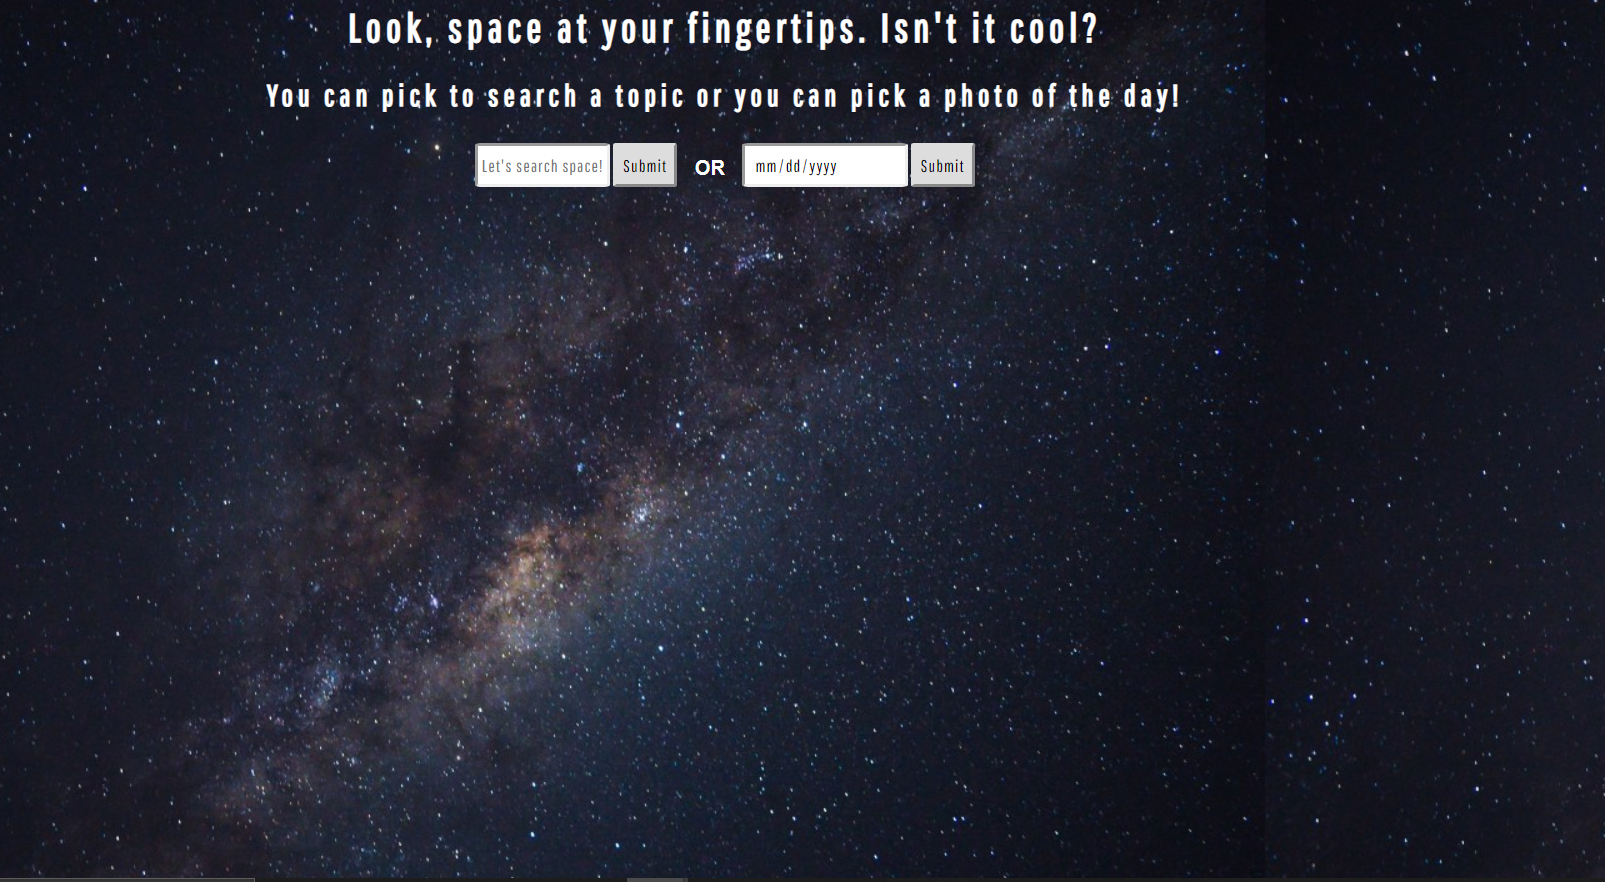 Look, space at your fingertips. Isn't it cool?
You can pick to search a topic or you can pick a photo of the day!
Let's search space! Submit OR mm/dd/yyyy Submit